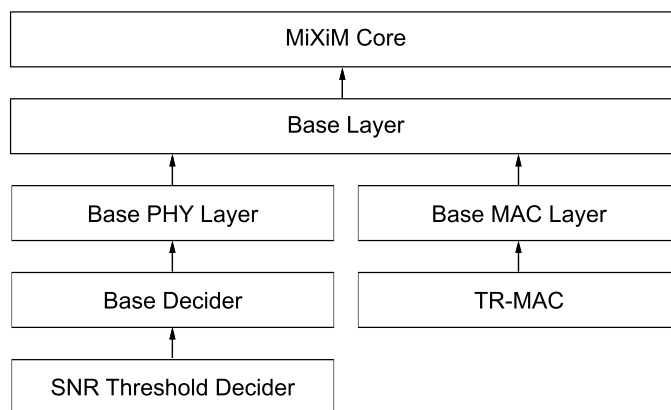 MiXiM Core
Base Layer
Base PHY Layer
Base MAC Layer
Base Decider
TR-MAC
SNR Threshold Decider